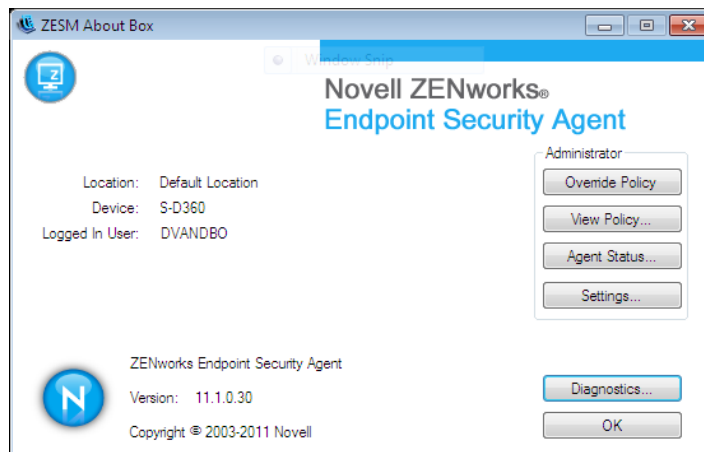 ZESM About Box
Window Snip
Novell ZENworks®
Endpoint Security Agent
Administrator
Location: Default Location
Override Policy
Device: S-D360
View Policy...
Logged In User: DVANDBO
Agent Status...
Settings...
ZENworks Endpoint Security Agent
Version: 11.1.0.30
Diagnostics...
Copyright © 2003-2011 Novell
OK